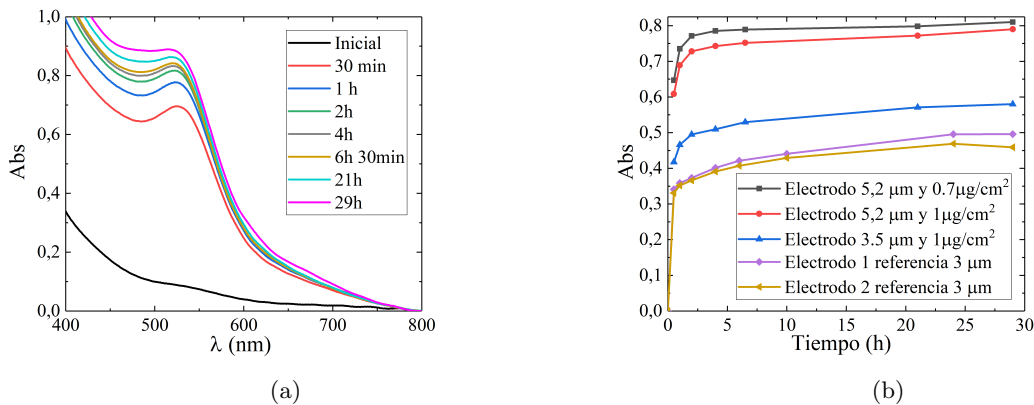 1,0
0,8
0,6
0,4
0,2
0,0
400
500
600
700
800
Abs
λ (nm)
Inicial
30 min
1 h
2h
4h
6h 30min
21h
29h
(a)
0,8
0,7
0,6
0,5
0,4
0,3
0,2
0,1
0,0
0
5
10
15
20
25
30
Abs
Tiempo (h)
Electrodo 5,2 μm y 0.7μg/cm²
Electrodo 5,2 μm y 1μg/cm²
Electrodo 3.5 μm y 1μg/cm²
Electrodo 1 referencia 3 μm
Electrodo 2 referencia 3 μm
(b)